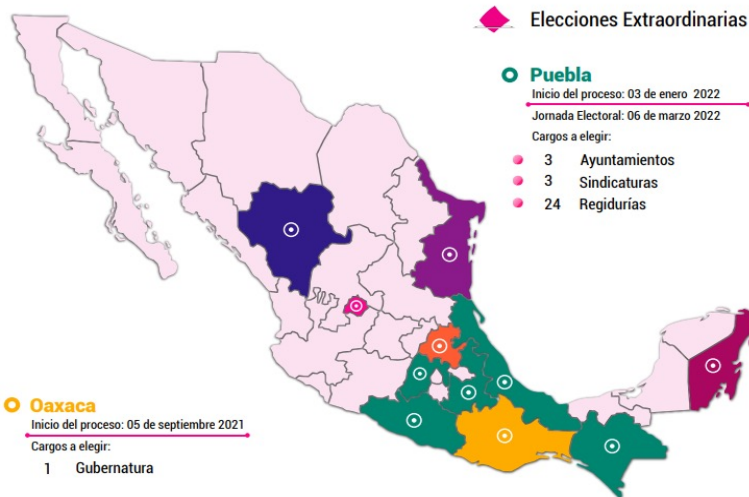 Elecciones Extraordinarias
Puebla
Inicio del proceso: 03 de enero 2022
Jornada Electoral: 06 de marzo 2022
Cargos a elegir:
3 Ayuntamientos
3 Sindicaturas
24 Regidurías
Oaxaca
Inicio del proceso: 05 de septiembre 2021
Cargos a elegir:
1 Gubernatura